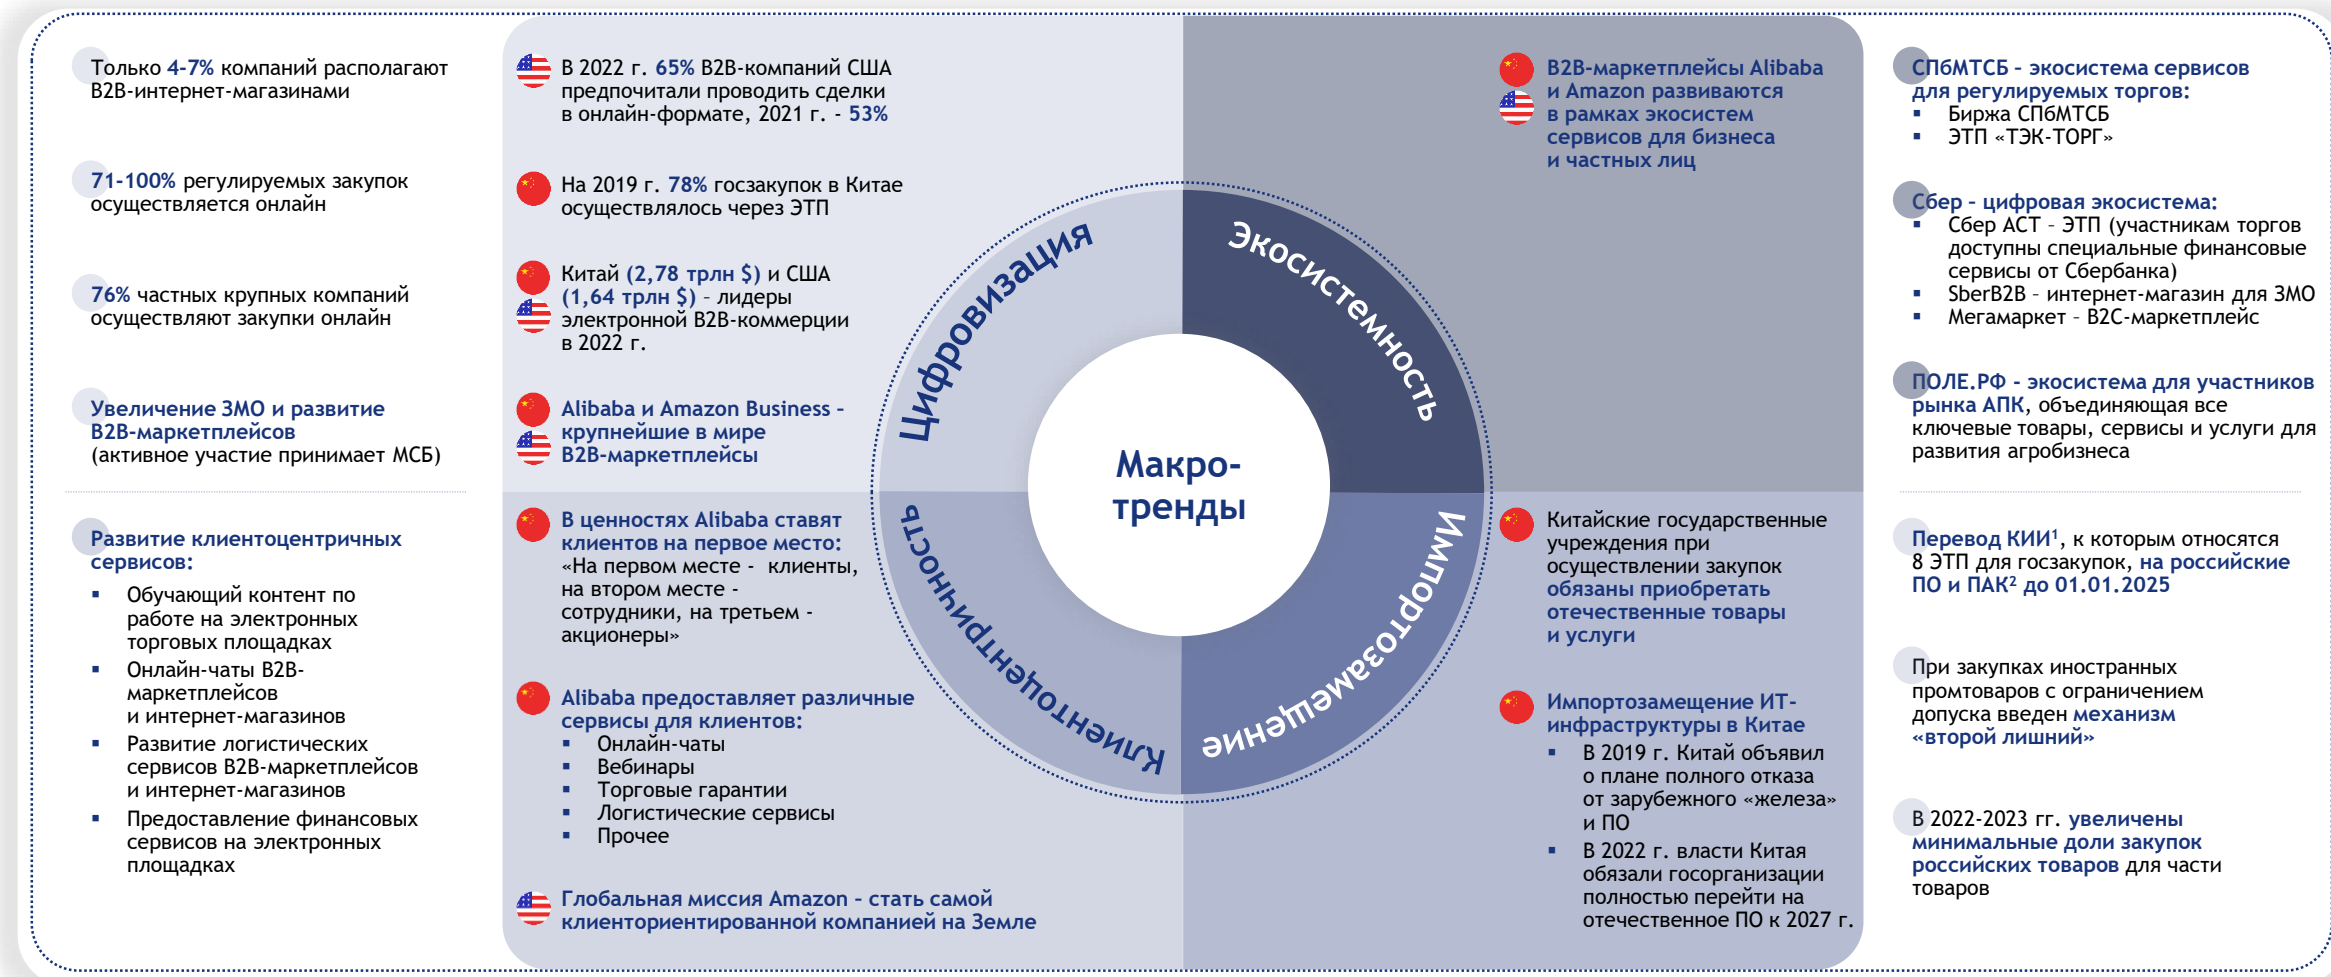 Только 4-7% компаний располагают
B2B-интернет-магазинами
71-100% регулируемых закупок
осуществляется онлайн
76% частных крупных компаний
осуществляют закупки онлайн
Увеличение ЗМО и развитие
B2B-маркетплейсов
(активное участие принимает МСБ)
Развитие клиентоцентричных
сервисов:
▪ Обучающий контент по
работе на электронных
торговых площадках
▪ Онлайн-чаты B2B-
маркетплейсов
и интернет-магазинов
▪ Развитие логистических
сервисов B2B-маркетплейсов
и интернет-магазинов
▪ Предоставление финансовых
сервисов на электронных
площадках
В 2022 г. 65% B2B-компаний США
предпочитали проводить сделки
в онлайн-формате, 2021 г. - 53%
На 2019 г. 78% госзакупок в Китае
осуществлялось через ЭТП
Китай (2,78 трлн $) и США
(1,64 трлн $) – лидеры
электронной B2B-коммерции
в 2022 г.
Alibaba и Amazon Business –
крупнейшие в мире
B2B-маркетплейсы
В ценностях Alibaba ставят
клиентов на первое место:
«На первом месте - клиенты,
на втором месте -
сотрудники, на третьем -
акционеры»
Alibaba предоставляет различные
сервисы для клиентов:
▪ Онлайн-чаты
▪ Вебинары
▪ Торговые гарантии
▪ Логистические сервисы
▪ Прочее
Глобальная миссия Amazon – стать самой
клиенториентированной компанией на Земле
Цифровизация
Экосистемность
Клиентоцентричность
Импортозамещение
Макро-
тренды
B2B-маркетплейсы Alibaba
и Amazon развиваются
в рамках экосистем
сервисов для бизнеса
и частных лиц
Китайские государственные
учреждения при
осуществлении закупок
обязаны приобретать
отечественные товары
и услуги
Импортозамещение ИТ-
инфраструктуры в Китае
▪ В 2019 г. Китай объявил
о плане полного отказа
от зарубежного «железа»
и ПО
▪ В 2022 г. власти Китая
обязали госорганизации
полностью перейти на
отечественное ПО к 2027 г.
СПбМТСБ – экосистема сервисов
для регулируемых торгов:
▪ Биржа СПбМТСБ
▪ ЭТП «ТЭК-ТОРГ»
Сбер – цифровая экосистема:
▪ Сбер АСТ – ЭТП (участникам торгов
доступны специальные финансовые
сервисы от Сбербанка)
▪ SberB2B – интернет-магазин для ЗМО
▪ Мегамаркет – B2C-маркетплейс
ПОЛЕ.РФ - экосистема для участников
рынка АПК, объединяющая все
ключевые товары, сервисы и услуги для
развития агробизнеса
Перевод КИИ¹, к которым относятся
8 ЭТП для госзакупок, на российские
ПО и ПАК² до 01.01.2025
При закупках иностранных
промтоваров с ограничением
допуска введен механизм
«второй лишний»
В 2022-2023 гг. увеличены
минимальные доли закупок
российских товаров для части
товаров